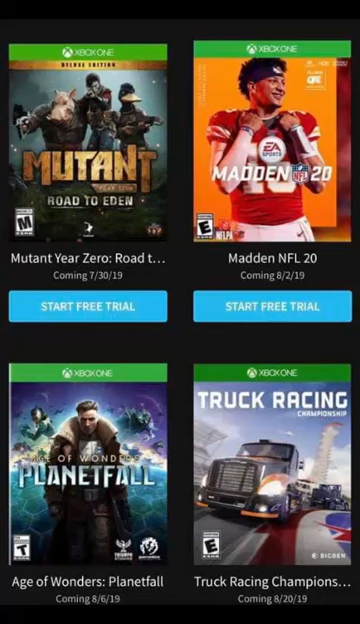 XBOX ONE
DELUXE EDITION
MUTANT
YEAR ZERO
ROAD TO EDEN
M
Mutant Year Zero: Road t...
Coming 7/30/19
START FREE TRIAL
XBOX ONE
EA
SPORTS
MADDEN NFL 20
E
NFLPA
Madden NFL 20
Coming 8/2/19
START FREE TRIAL
XBOX ONE
AGE OF WONDERS
PLANETFALL
T
TRIUMPH
STUDIOS
Age of Wonders: Planetfall
Coming 8/6/19
XBOX ONE
TRUCK RACING
CHAMPIONSHIP
E
BIGBEN
Truck Racing Champions...
Coming 8/20/19